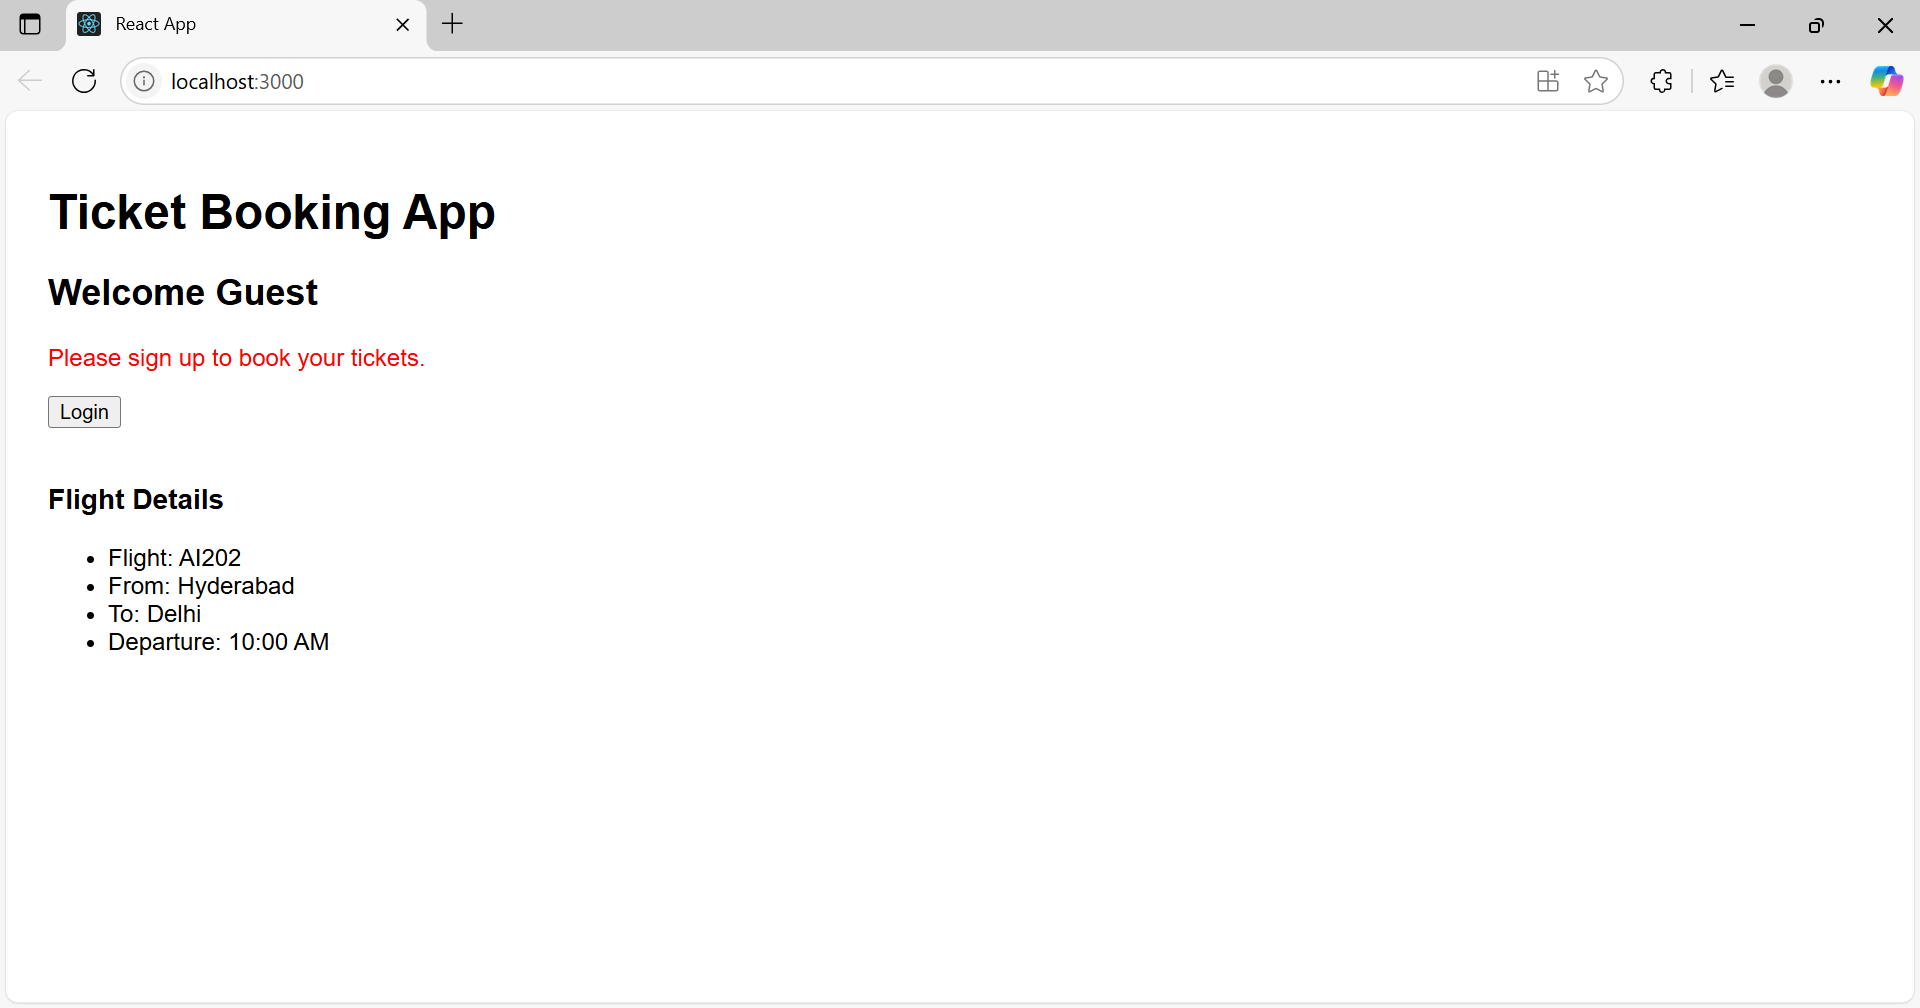 React App
localhost:3000
Ticket Booking App
Welcome Guest
Please sign up to book your tickets.
Login
Flight Details
Flight: AI202
From: Hyderabad
To: Delhi
Departure: 10:00 AM